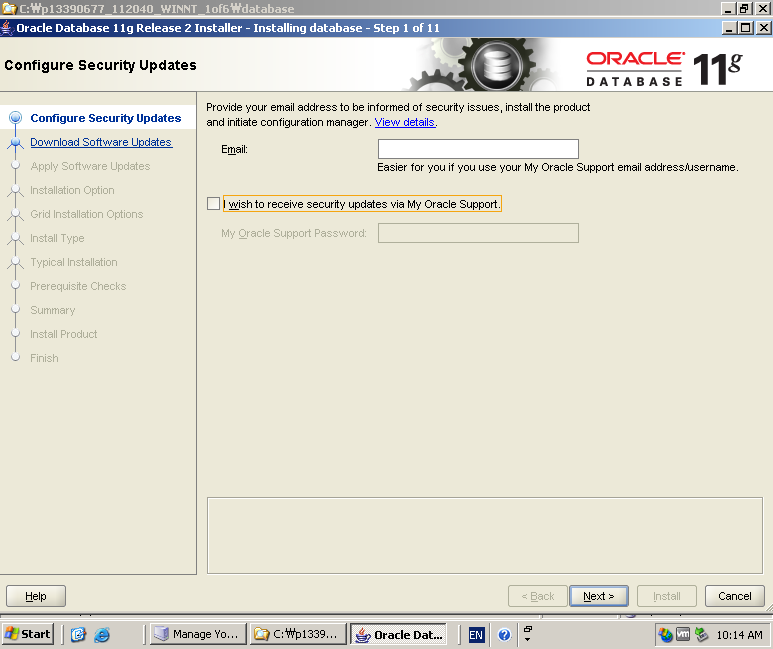 C:₩p13390677_112040_WINNT_1of6₩database
Oracle Database 11g Release 2 Installer - Installing database - Step 1 of 11
Configure Security Updates
ORACLE
DATABASE
11g
Configure Security Updates
Download Software Updates
Apply Software Updates
Installation Option
Grid Installation Options
Install Type
Typical Installation
Prerequisite Checks
Summary
Install Product
Finish
Provide your email address to be informed of security issues, install the product
and initiate configuration manager. View details.
Email:
Easier for you if you use your My Oracle Support email address/username.
I wish to receive security updates via My Oracle Support.
My Oracle Support Password:
Help
< Back
Next >
Install
Cancel
Start
Manage Yo...
C:₩p1339...
Oracle Dat...
EN
?
vm
10:14 AM